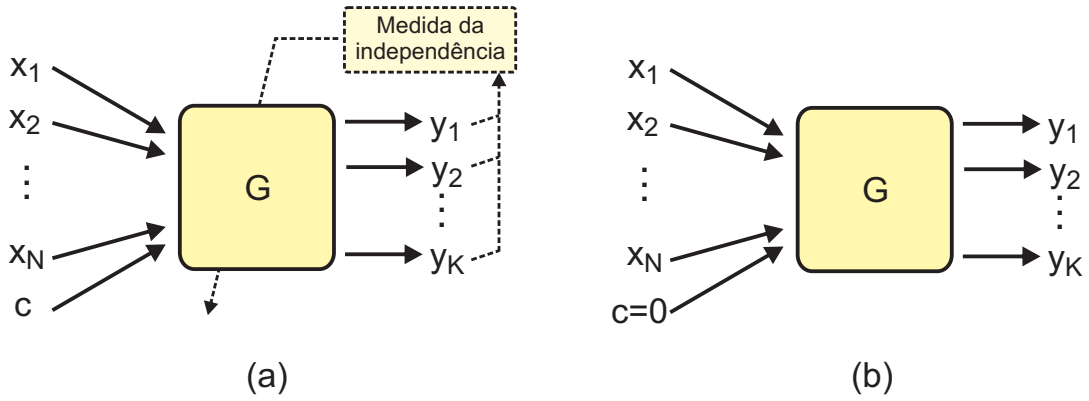 Medida da
independência
x1
x2
⋮
xN
c
G
y1
y2
⋮
yK
(a)
x1
x2
⋮
xN
c=0
G
y1
y2
⋮
yK
(b)